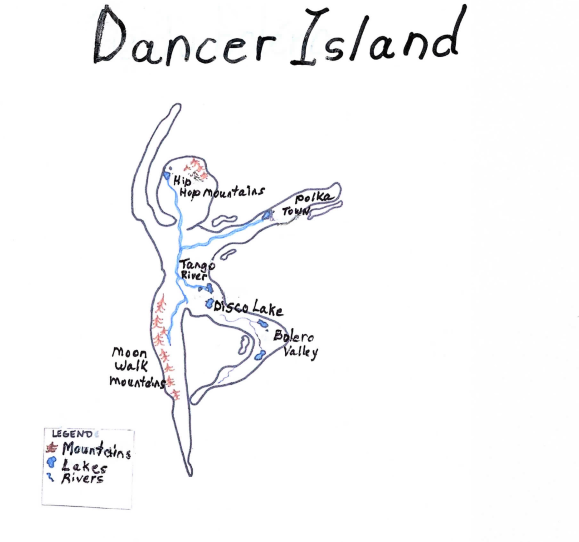 Dancer Island
Hip
Hop Mountains
Polka
Town
Tango
River
Disco Lake
Bolero
Valley
Moon
Walk
Mountains
LEGEND
Mountains
Lakes
Rivers